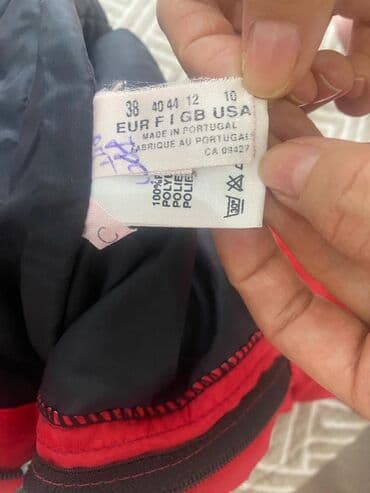 38 40 44 12 10
EUR F I GB USA
MADE IN PORTUGAL
FABRIQUE AU PORTUGAL
CA 09427
100%
POLYE
POLIE
POLIE
30°
C